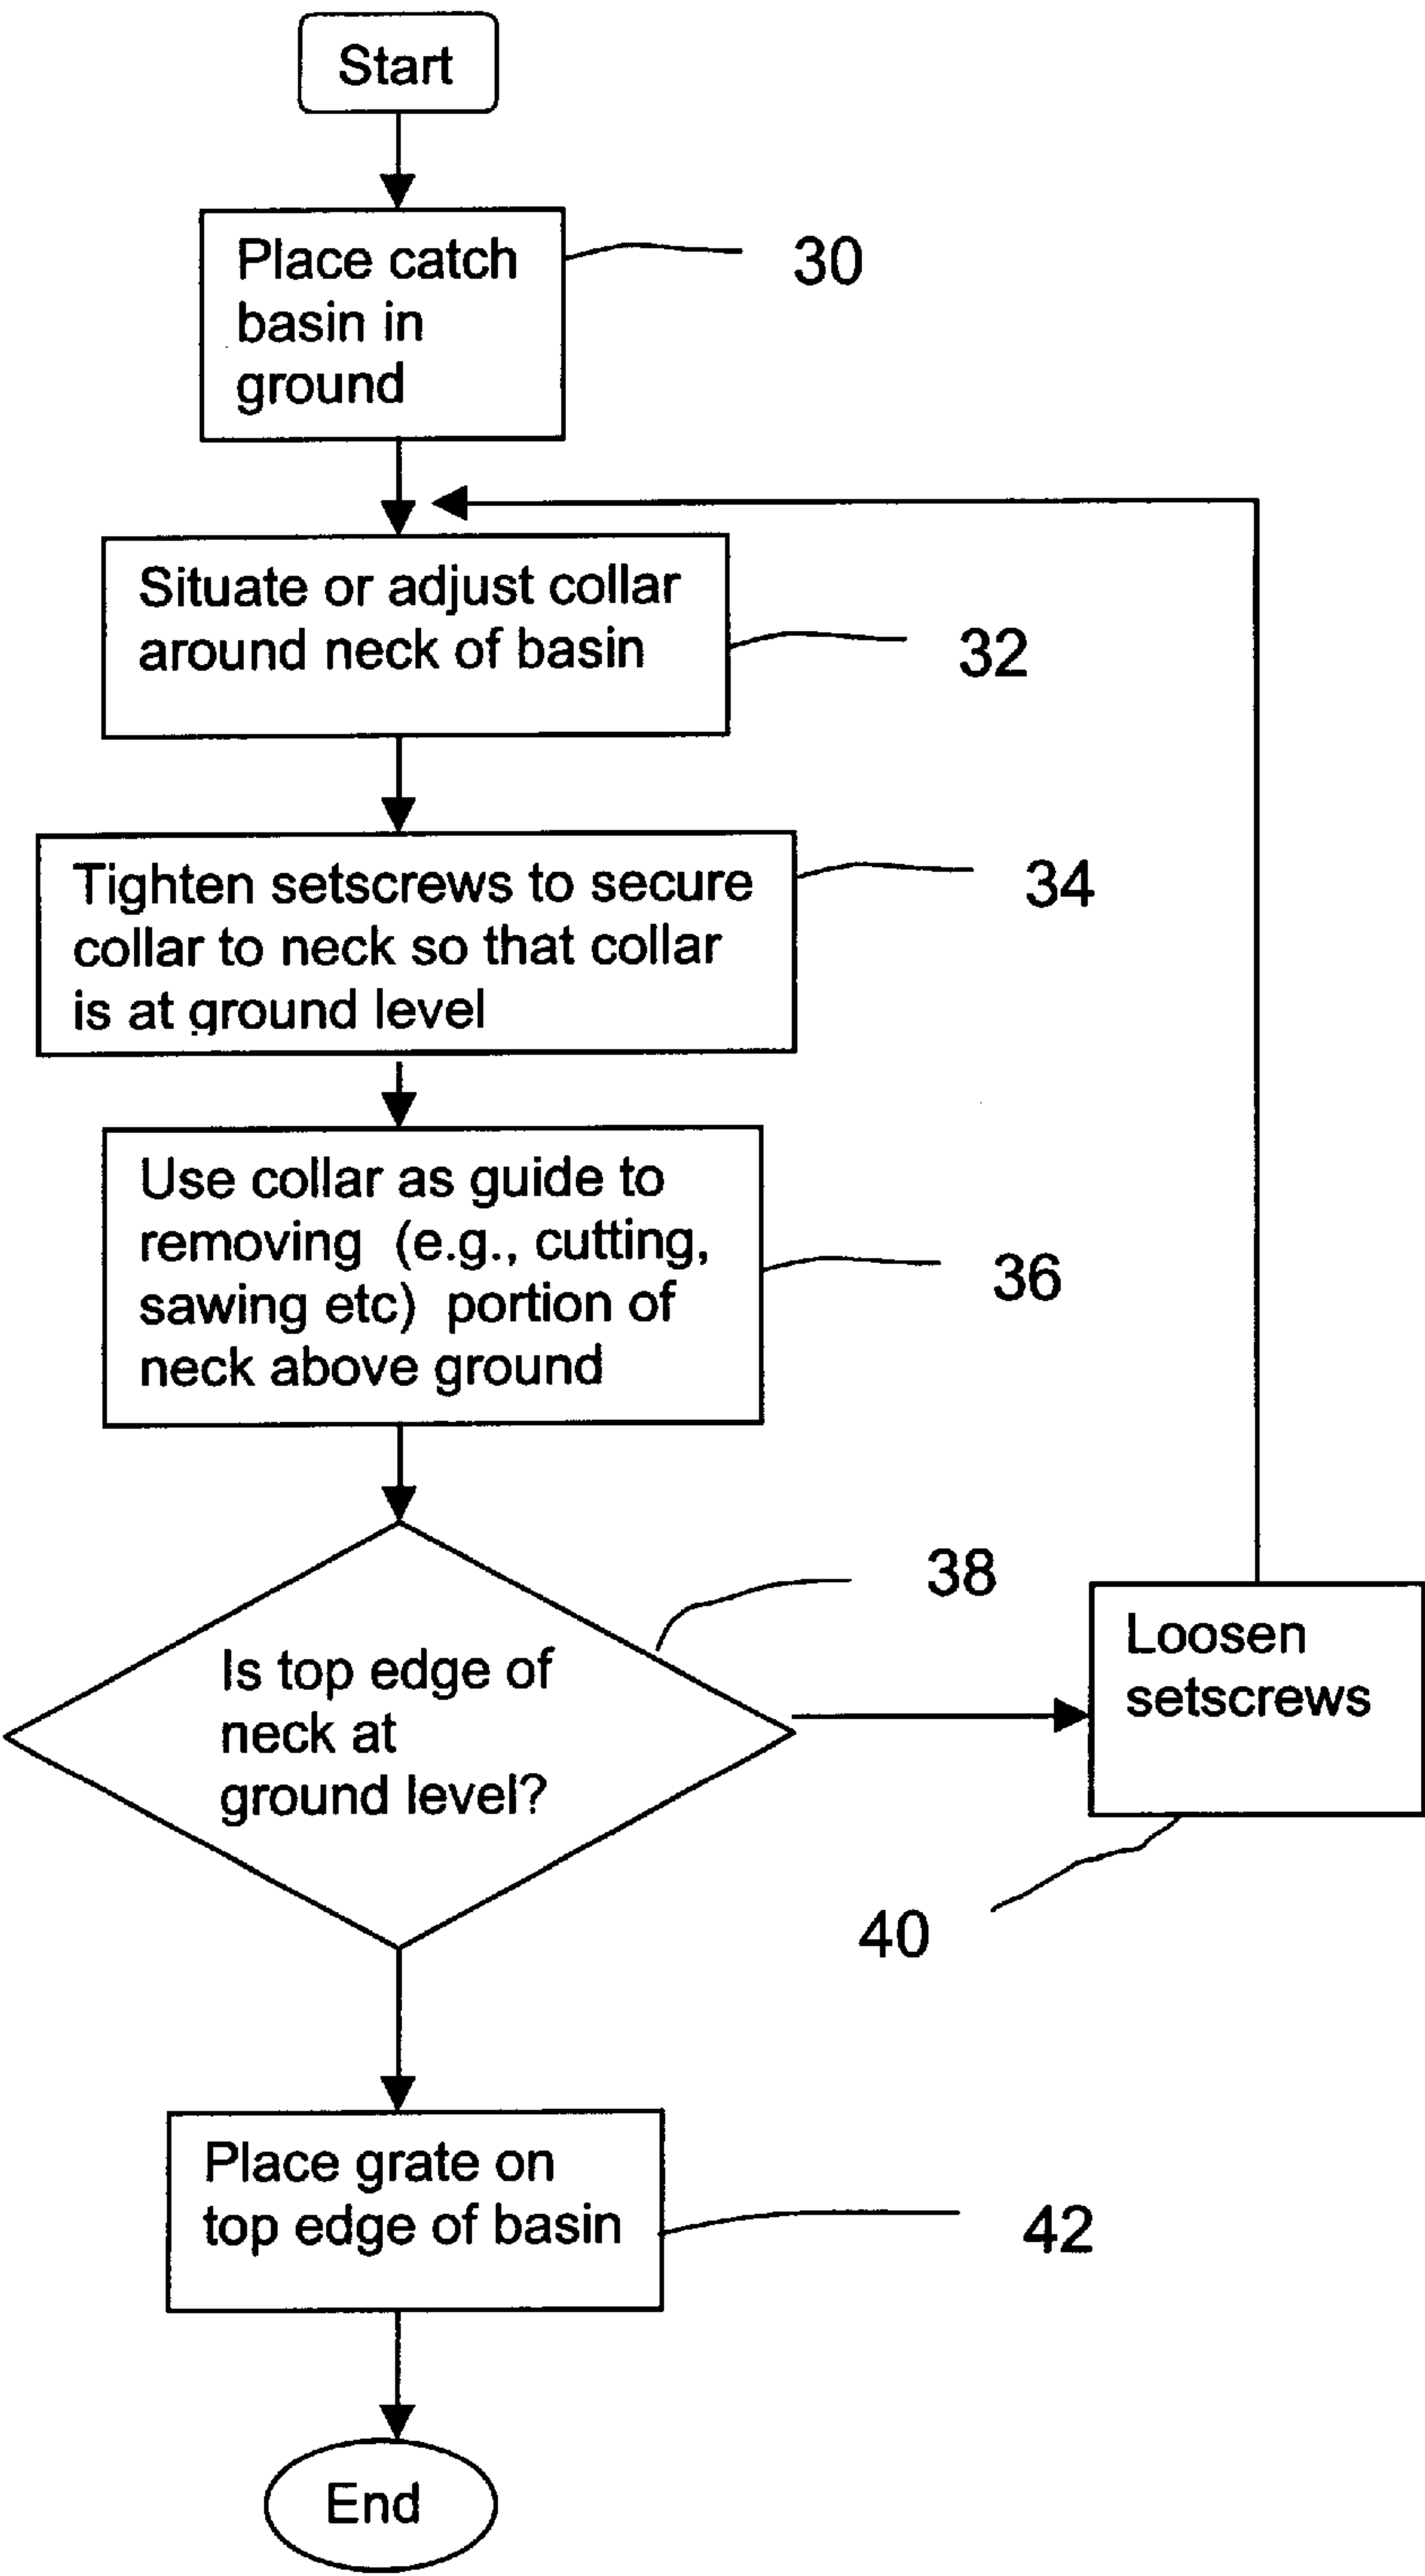 Start
Place catch
basin in
ground
30
Situate or adjust collar
around neck of basin
32
Tighten setscrews to secure
collar to neck so that collar
is at ground level
34
Use collar as guide to
removing (e.g., cutting,
sawing etc) portion of
neck above ground
36
Is top edge of
neck at
ground level?
38
Loosen
setscrews
40
Place grate on
top edge of basin
42
End